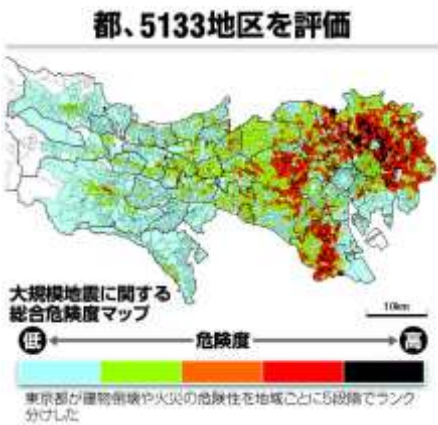 都、5133地区を評価
10km
大規模地震に関する
総合危険度マップ
低 危険度 高
東京都が建物倒壊や火災の危険性を地域ごとに5段階でランク
分けした